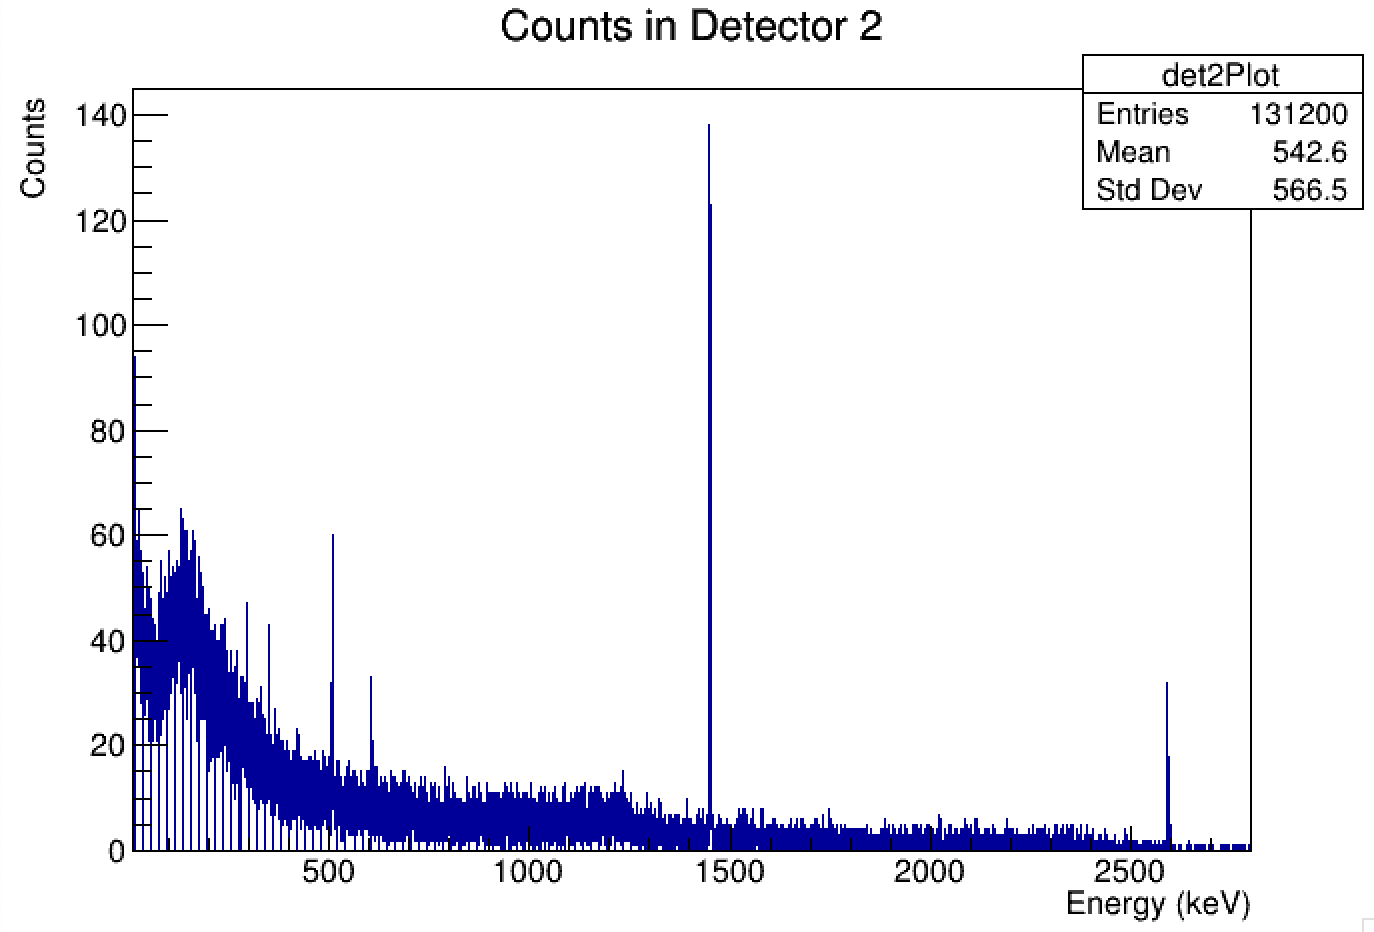 Counts in Detector 2
det2Plot
Entries 131200
Mean 542.6
Std Dev 566.5
Counts
140
120
100
80
60
40
20
0
500 1000 1500 2000 2500
Energy (keV)